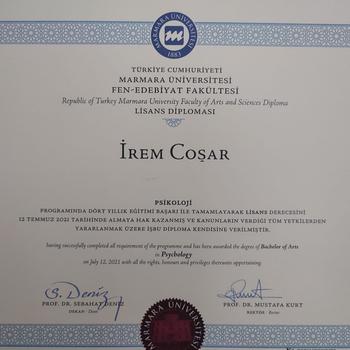 MARMARA ÜNİVERSİTESİ
1883
TÜRKİYE CUMHURİYETİ
MARMARA ÜNİVERSİTESİ
FEN-EDEBİYAT FAKÜLTESİ
Republic of Turkey Marmara University Faculty of Arts and Sciences Diploma
LİSANS DİPLOMASI
İREM COŞAR
PSİKOLOJİ
PROGRAMINDA DÖRT YILLIK EĞİTİMİ BAŞARI İLE TAMAMLAYARAK LİSANS DERECESİNİ
12 TEMMUZ 2021 TARİHİNDE ALMAYA HAK KAZANMIŞ VE KANUNLARIN VERDİĞİ TÜM YETKİLERDEN
YARARLANMAK ÜZERE İŞBU DİPLOMA KENDİSİNE VERİLMİŞTİR.
having successfully completed all requirement of the programme and has been awarded the degree of Bachelor of Arts
in Psychology
on July 12, 2021 with all the rights, honours and privileges thereunto appertaining.
S. Deniz
PROF. DR. SEBAHAT DENİZ
DEKAN - Dean
PROF. DR. MUSTAFA KURT
REKTÖR - Rector
MARMARA ÜNİVERSİTESİ